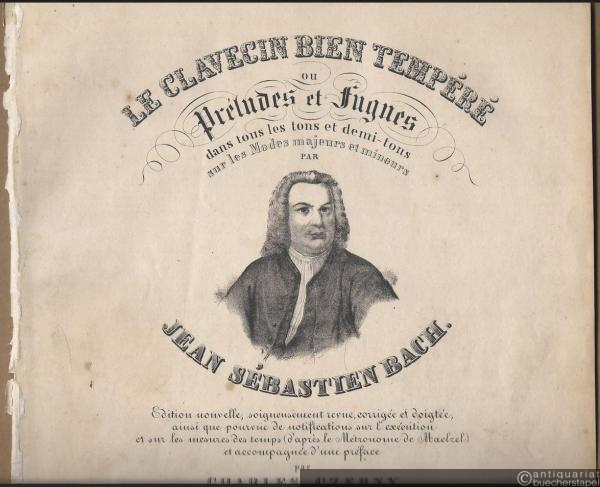 LE CLAVECIN BIEN TEMPÉRÉ
ou
Préludes et Fugues
dans tous les tons et demi-tons
sur les Modes majeurs et mineurs
PAR
JEAN SÉBASTIEN BACH.
Edition nouvelle, soigneusement revue, corrigée et doigtée,
ainsi que pourvue de notifications sur l'exécution
et sur les mesures des temps (d'après le Métronome de Maelzel)
et accompagnée d'une préface
par
CHARLES CZERNY
antiquariat
buecherstapel